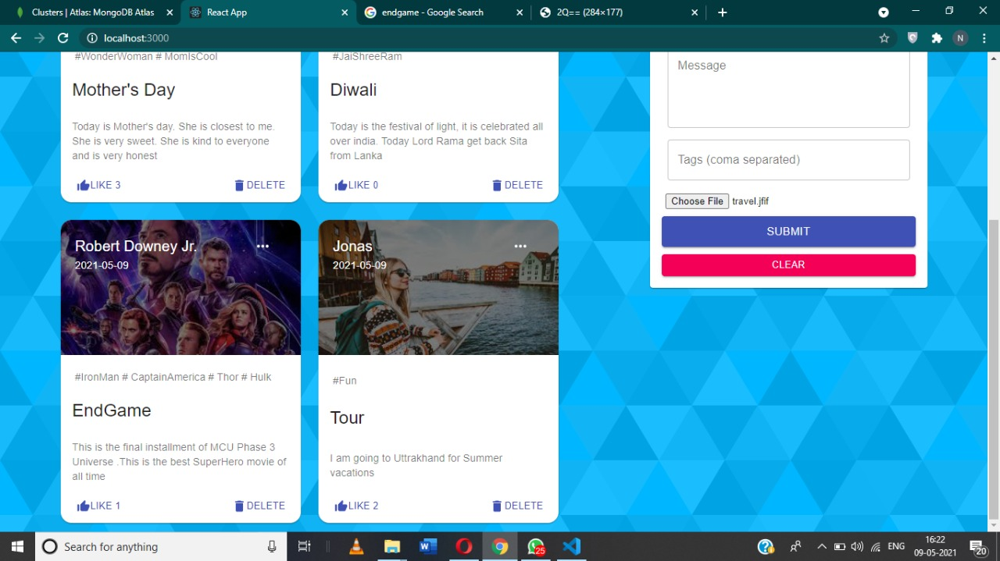 Clusters | Atlas: MongoDB Atlas
React App
endgame - Google Search
2Q== (284×177)
localhost:3000
N
#WonderWoman # MomIsCool
Mother's Day
Today is Mother's day. She is closest to me.
She is very sweet. She is kind to everyone
and is very honest
LIKE 3
DELETE
#JaiShreeRam
Diwali
Today is the festival of light, it is celebrated all
over india. Today Lord Rama get back Sita
from Lanka
LIKE 0
DELETE
Robert Downey Jr.
2021-05-09
#IronMan # CaptainAmerica # Thor # Hulk
EndGame
This is the final installment of MCU Phase 3
Universe .This is the best SuperHero movie of
all time
LIKE 1
DELETE
Jonas
2021-05-09
#Fun
Tour
I am going to Uttrakhand for Summer
vacations
LIKE 2
DELETE
Message
Tags (coma separated)
Choose File travel.jfif
SUBMIT
CLEAR
Search for anything
25
ENG
16:22
09-05-2021
20